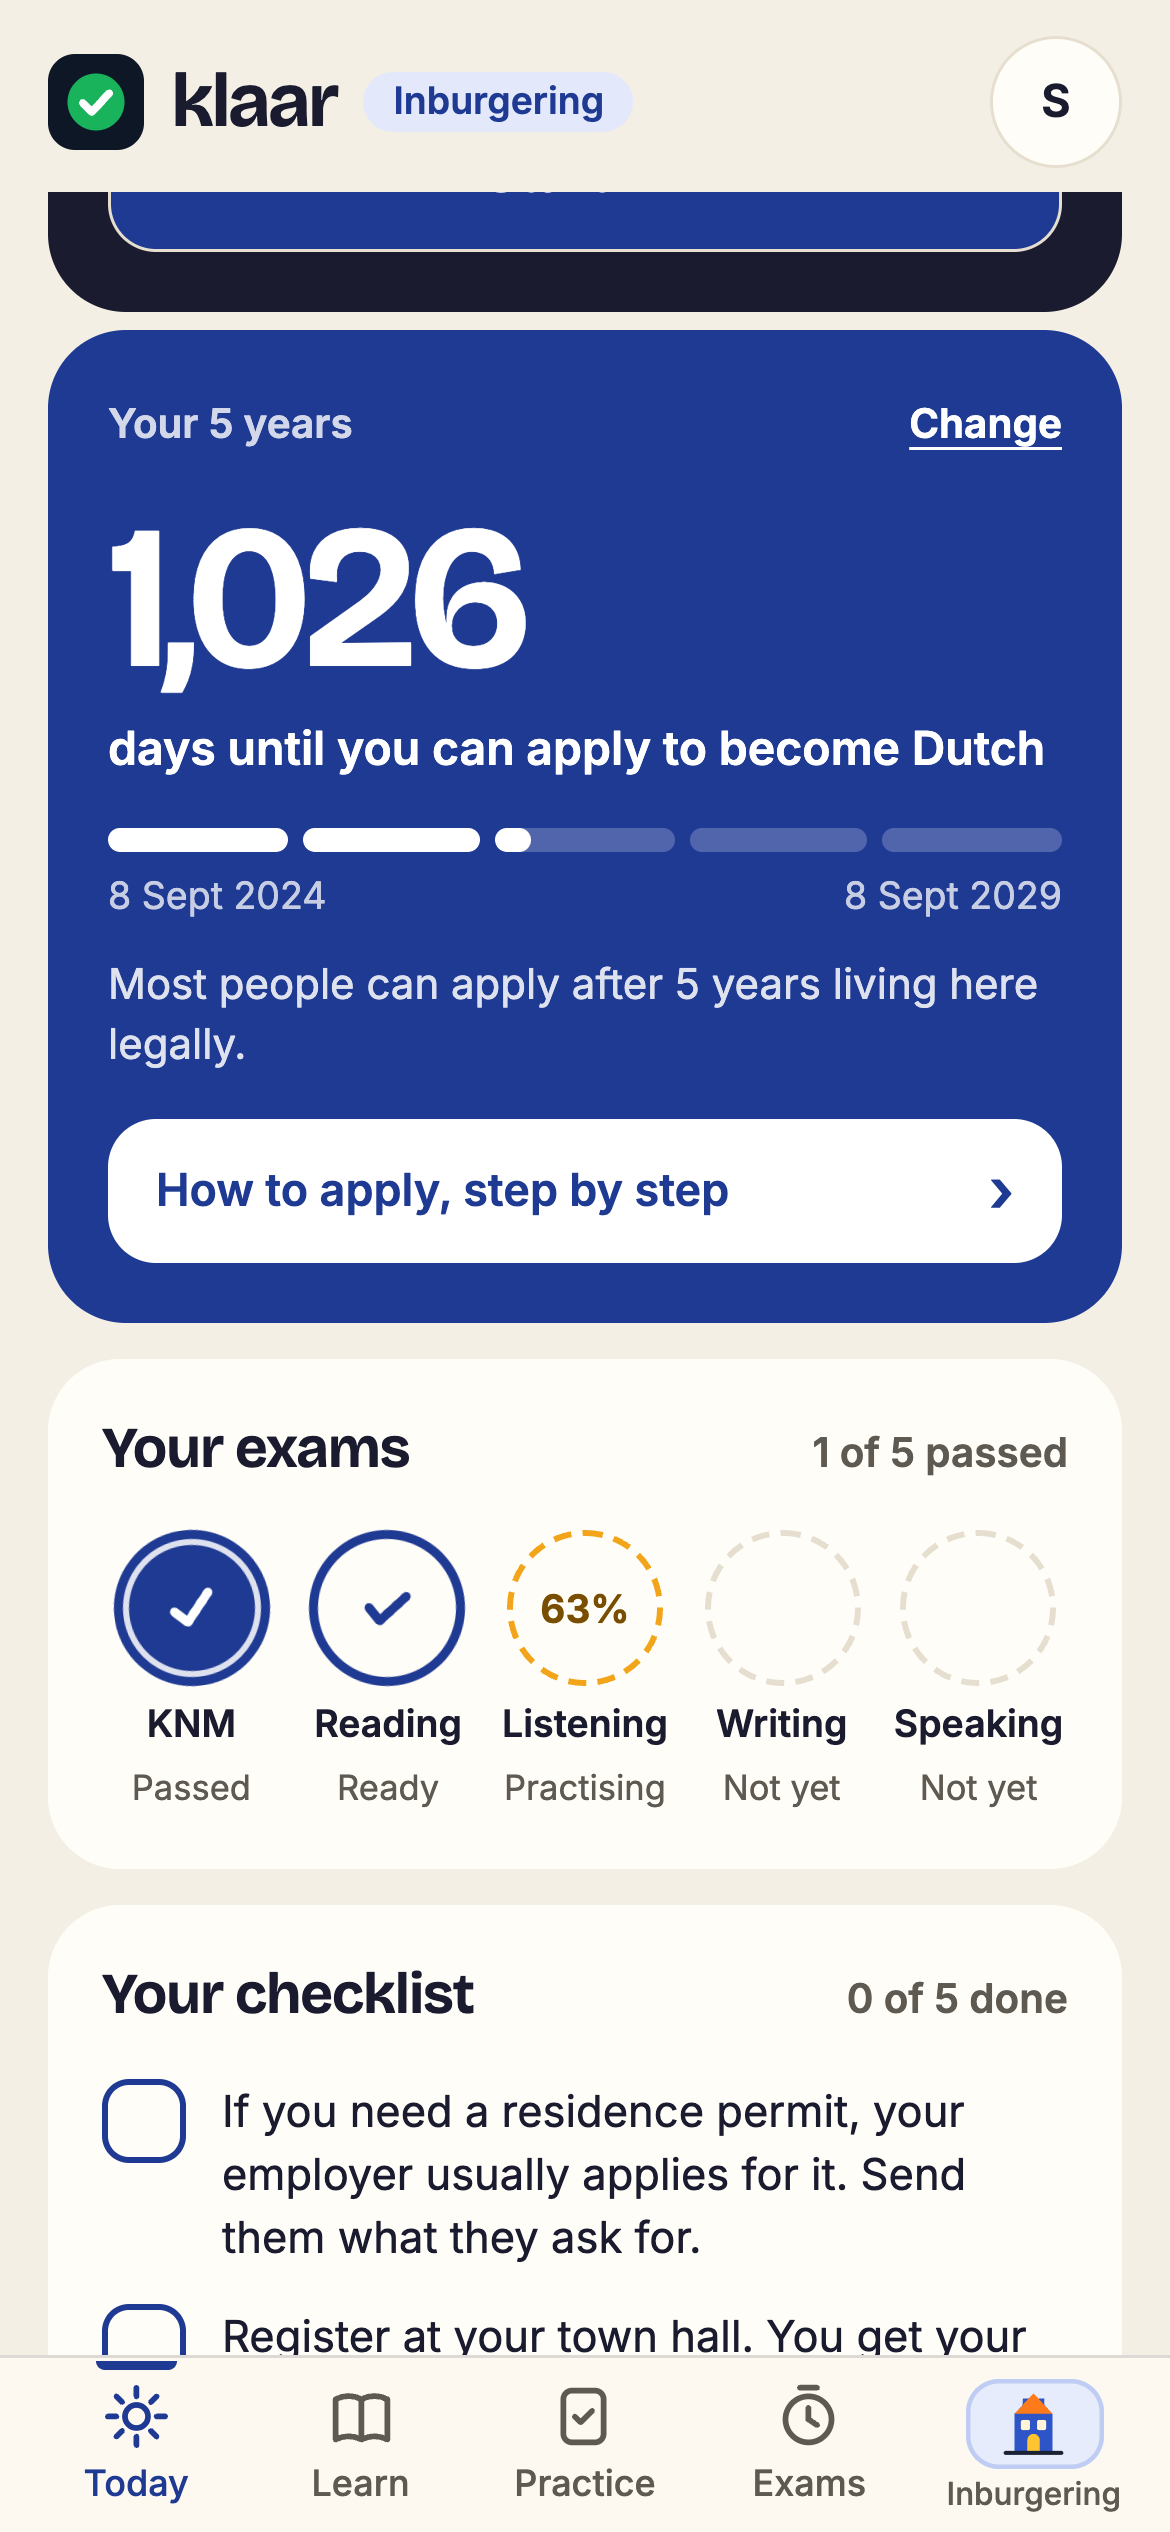 klaar
Inburgering
S
Your 5 years
Change
1,026
days until you can apply to become Dutch
8 Sept 2024
8 Sept 2029
Most people can apply after 5 years living here
legally.
How to apply, step by step
Your exams
1 of 5 passed
63%
KNM
Reading
Listening
Writing
Speaking
Passed
Ready
Practising
Not yet
Not yet
Your checklist
0 of 5 done
If you need a residence permit, your
employer usually applies for it. Send
them what they ask for.
Register at your town hall. You get your
Today
Learn
Practice
Exams
Inburgering